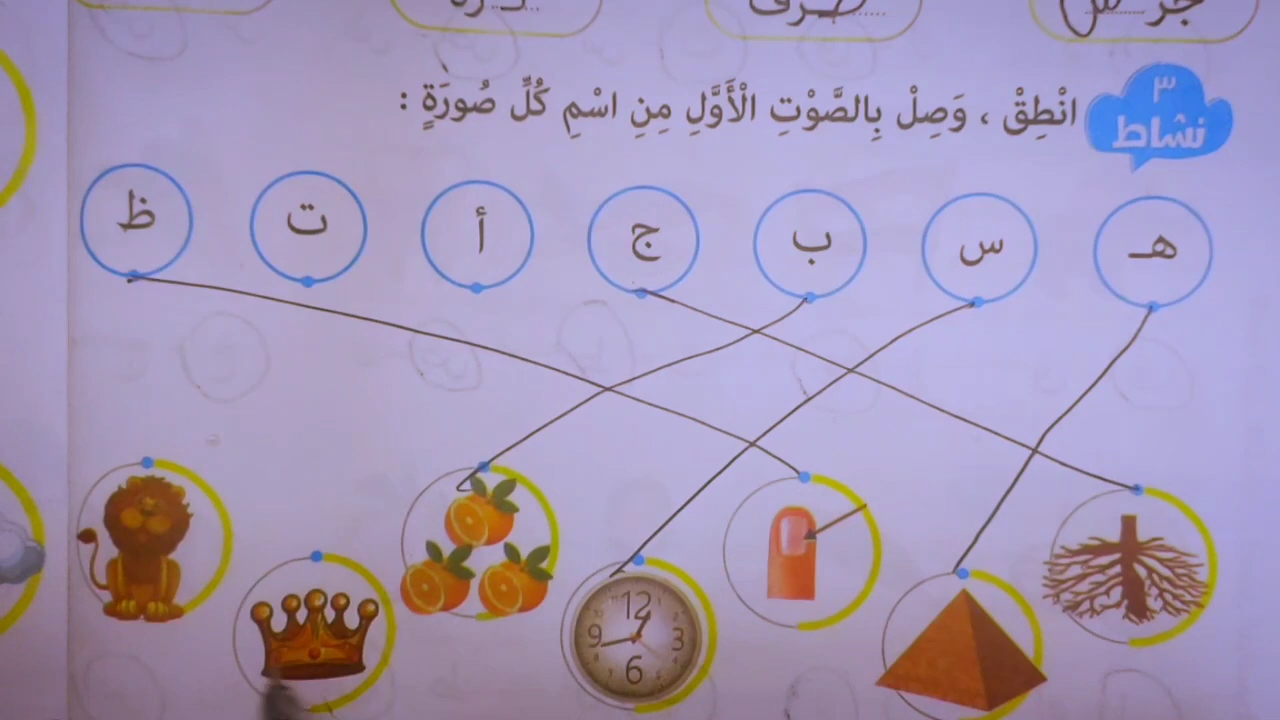 ٣
نشاط
انْطِقْ ، وَصِلْ بِالصَّوْتِ الْأَوَّلِ مِنِ اسْمِ كُلِّ صُورَةٍ :
هـ س ب ج أ ت ظ
12
9 3
6